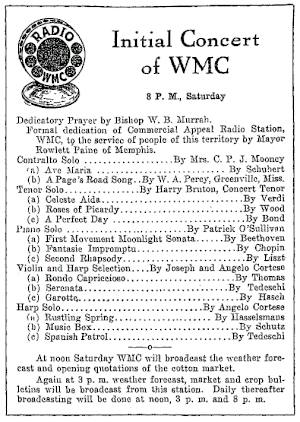 RADIO
WMC
Initial Concert
of WMC
8 P. M., Saturday
Dedicatory Prayer by Bishop W. B. Murrah.
Formal dedication of Commercial Appeal Radio Station,
WMC, to the service of people of this territory by Mayor
Rowlett Paine of Memphis.
Contralto Solo ..................By Mrs. C. P. J. Mooney
(a) Ave Maria ..........................By Schubert
(b) A Page's Road Song..By W. A. Percy, Greenville, Miss.
Tenor Solo................By Harry Bruton, Concert Tenor
(a) Celeste Aida............................By Verdi
(b) Roses of Picardy........................By Wood
(c) A Perfect Day ..........................By Bond
Piano Solo .......................By Patrick O'Sullivan
(a) First Movement Moonlight Sonata......By Beethoven
(b) Fantasie Impromptu....................By Chopin
(c) Second Rhapsody.........................By Liszt
Violin and Harp Selection....By Joseph and Angelo Cortese
(a) Rondo Capriccioso.....................By Thomas
(b) Serenata.............................By Tedeschi
(c) Garotte................................By Hasch
Harp Solo...........................By Angelo Cortese
(a) Rustling Spring...................By Hasselmans
(b) Music Box.............................By Schutz
(c) Spanish Patrol.......................By Tedeschi
o
At noon Saturday WMC will broadcast the weather fore-
cast and opening quotations of the cotton market.
Again at 3 p. m. weather forecast, market and crop bul-
letins will be broadcast from this station. Daily thereafter
broadcasting will be done at noon, 3 p. m. and 8 p. m.